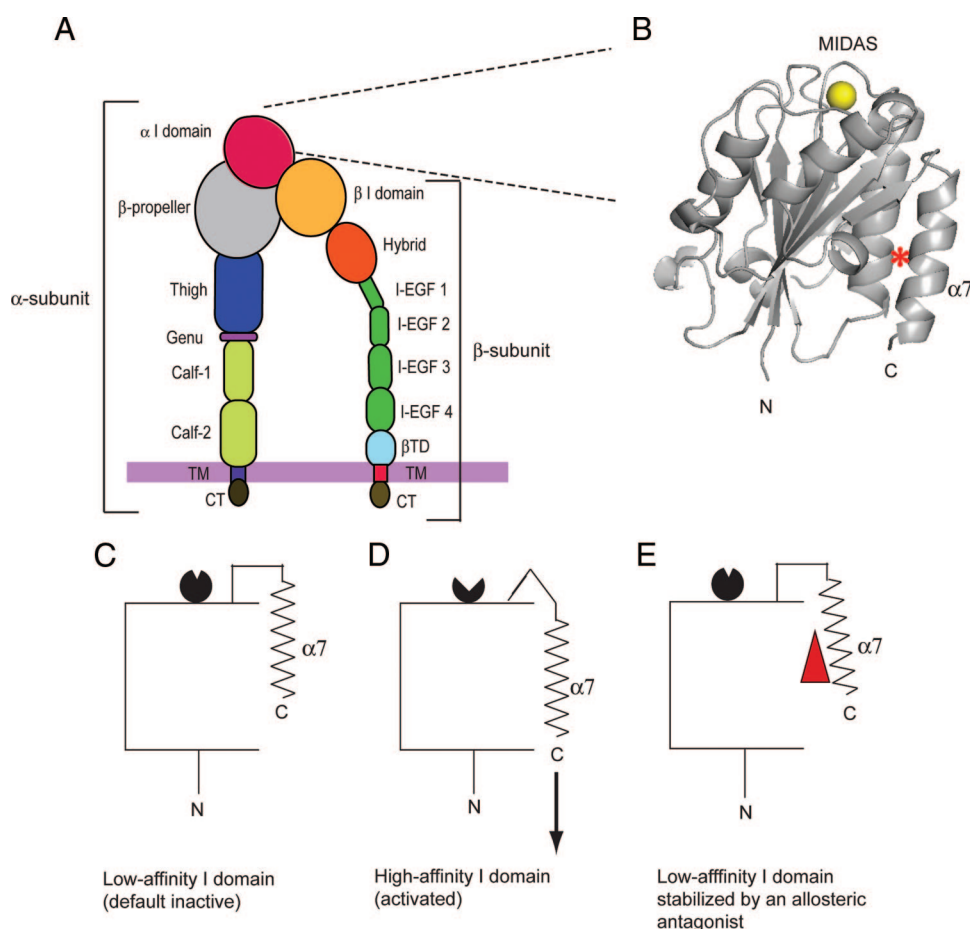 A
α I domain
β-propeller
α-subunit
Thigh
Genu
Calf-1
Calf-2
TM
CT
β I domain
Hybrid
I-EGF 1
I-EGF 2
I-EGF 3
I-EGF 4
βTD
TM
CT
β-subunit
B
MIDAS
*
α7
C
N
C
α7
C
N
Low-affinity I domain
(default inactive)
D
α7
C
N
High-affinity I domain
(activated)
E
α7
C
N
Low-afffinity I domain
stabilized by an allosteric
antagonist